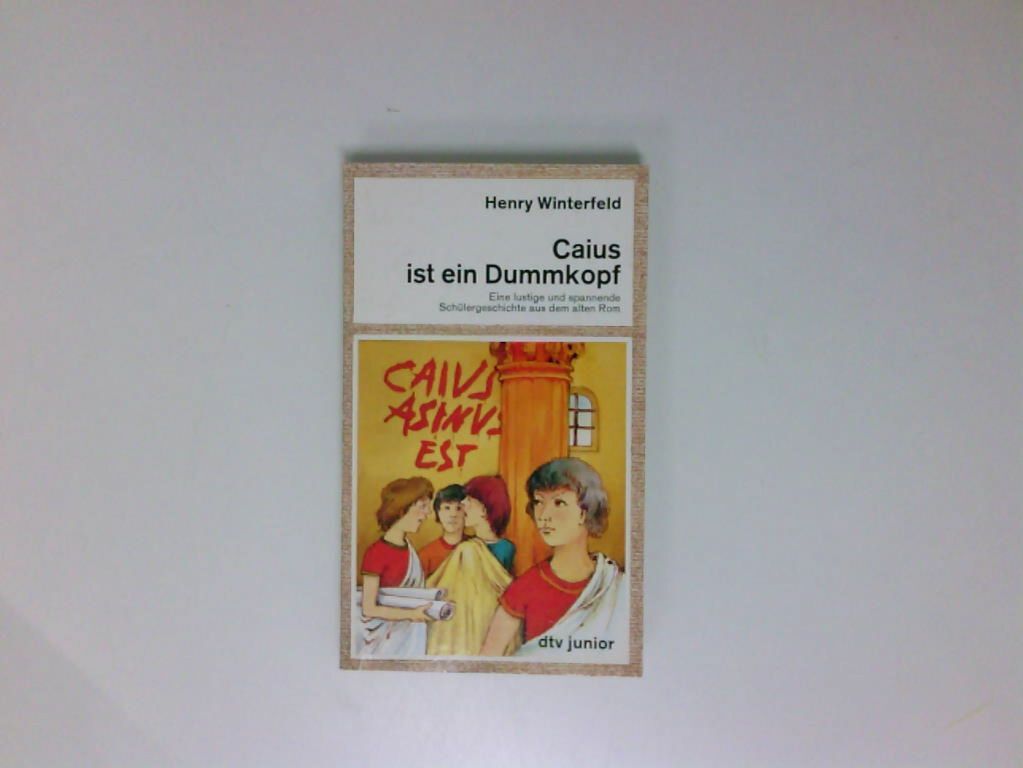 Henry Winterfeld
Caius
ist ein Dummkopf
Eine lustige und spannende
Schülergeschichte aus dem alten Rom
CAIVS
ASINVS
EST
dtv junior